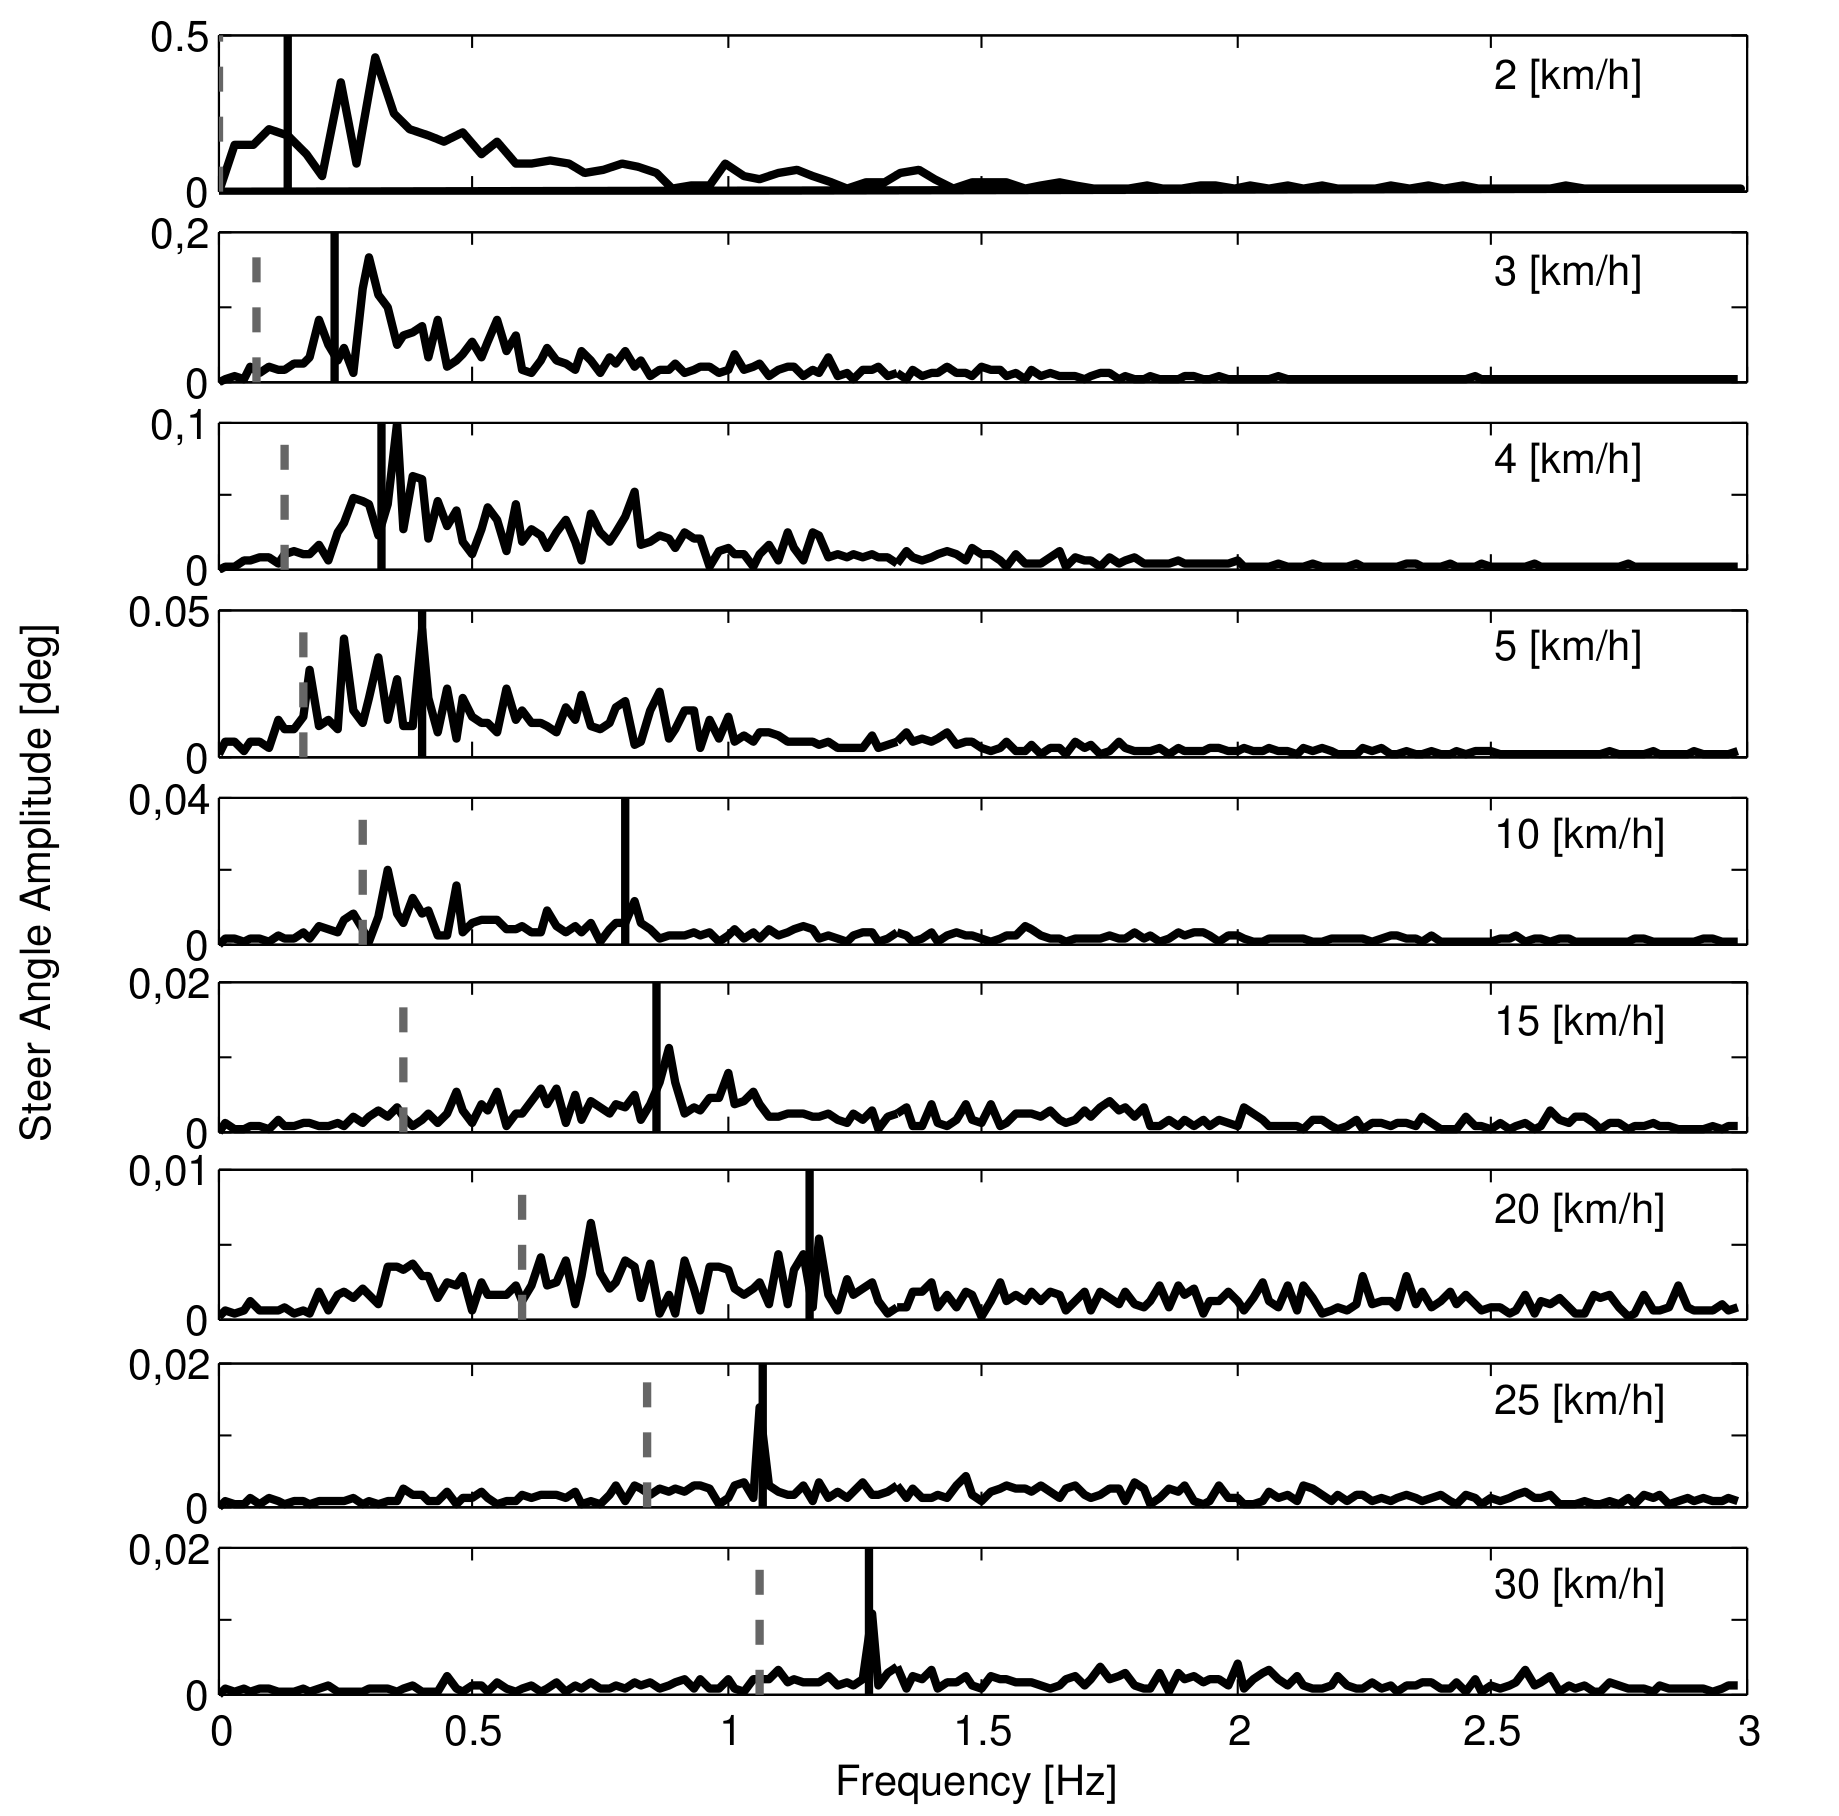 0.5
2 [km/h]
0
0,2
3 [km/h]
0
0,1
4 [km/h]
0
0.05
5 [km/h]
0
0,04
10 [km/h]
0
0,02
15 [km/h]
0
0,01
20 [km/h]
0
0,02
25 [km/h]
0
0,02
30 [km/h]
0
0 0.5 1 1.5 2 2.5 3
Frequency [Hz]
Steer Angle Amplitude [deg]